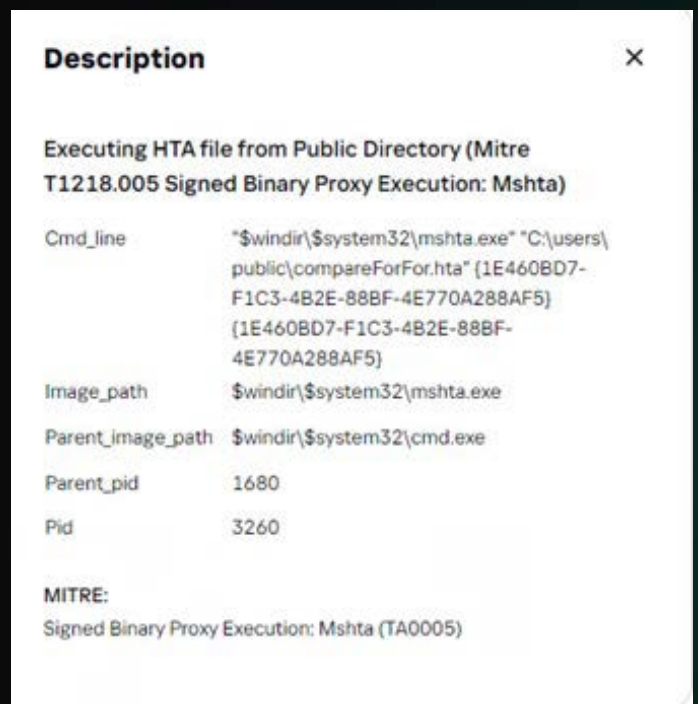 Description
×
Executing HTA file from Public Directory (Mitre
T1218.005 Signed Binary Proxy Execution: Mshta)
Cmd_line "$windir\$system32\mshta.exe" "C:\users\
public\compareForFor.hta" {1E460BD7-
F1C3-4B2E-88BF-4E770A288AF5}
{1E460BD7-F1C3-4B2E-88BF-
4E770A288AF5}
Image_path $windir\$system32\mshta.exe
Parent_image_path $windir\$system32\cmd.exe
Parent_pid 1680
Pid 3260
MITRE:
Signed Binary Proxy Execution: Mshta (TA0005)